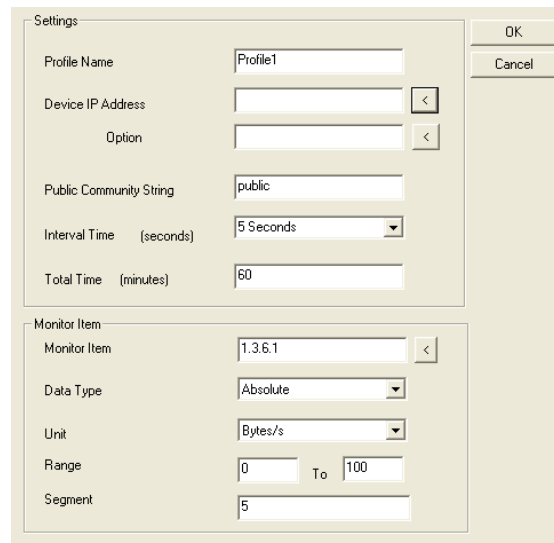 Settings
OK
Cancel
Profile Name Profile1
Device IP Address <
Option <
Public Community String public
Interval Time (seconds) 5 Seconds
Total Time (minutes) 60
Monitor Item
Monitor Item 1.3.6.1 <
Data Type Absolute
Unit Bytes/s
Range 0 To 100
Segment 5